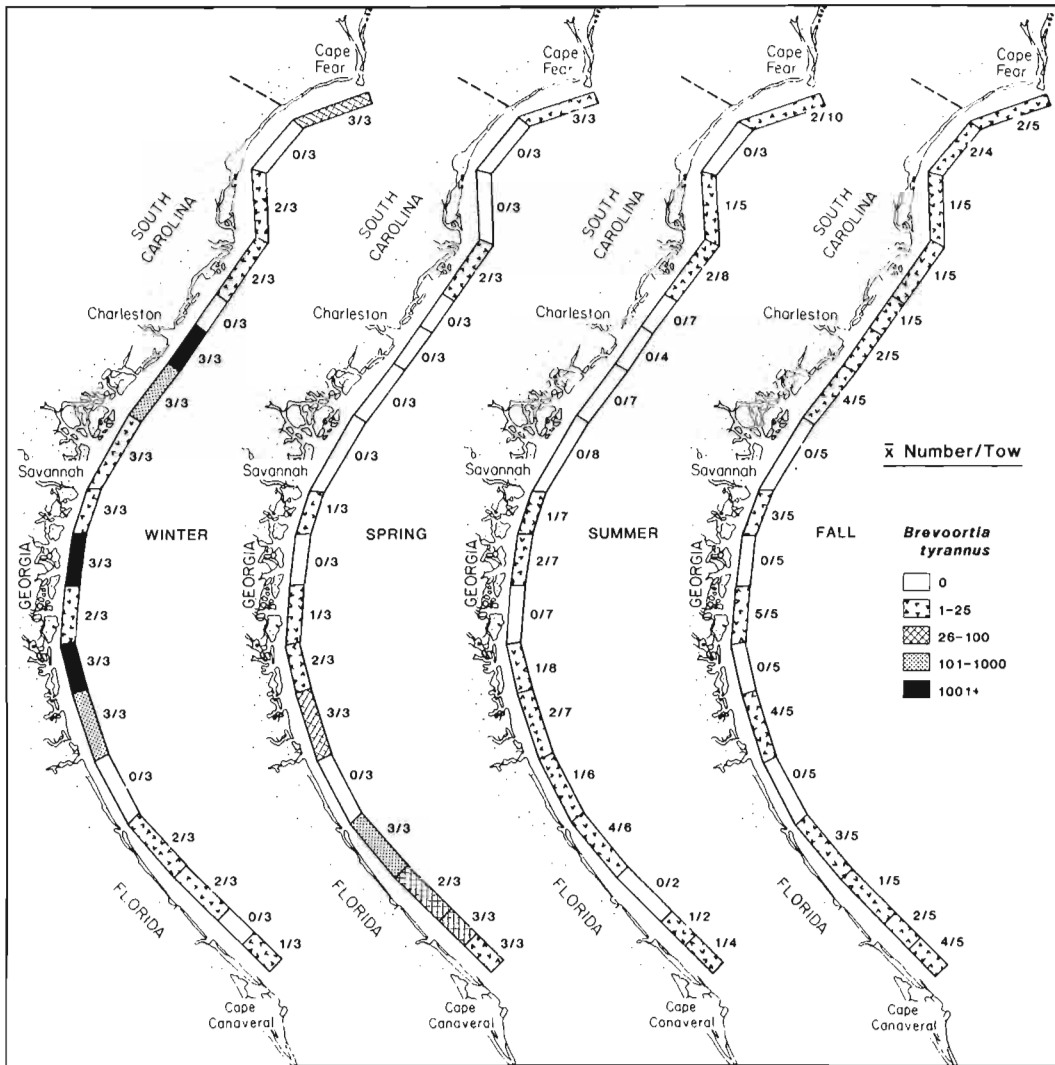 Cape
Fear
3/3
0/3
2/3
2/3
0/3
3/3
3/3
3/3
3/3
3/3
2/3
3/3
3/3
0/3
2/3
2/3
0/3
1/3
SOUTH
CAROLINA
Charleston
Savannah
GEORGIA
WINTER
FLORIDA
Cape
Canaveral
Cape
Fear
3/3
0/3
0/3
2/3
0/3
0/3
0/3
0/3
1/3
0/3
1/3
2/3
3/3
0/3
3/3
2/3
3/3
3/3
SOUTH
CAROLINA
Charleston
Savannah
GEORGIA
SPRING
FLORIDA
Cape
Canaveral
Cape
Fear
2/10
0/3
1/5
2/8
0/7
0/4
0/7
0/8
1/7
2/7
0/7
1/8
2/7
1/6
4/6
0/2
1/2
1/4
SOUTH
CAROLINA
Charleston
Savannah
GEORGIA
SUMMER
FLORIDA
Cape
Canaveral
Cape
Fear
2/5
2/4
1/5
1/5
1/5
2/5
4/5
0/5
3/5
0/5
5/5
0/5
4/5
0/5
3/5
1/5
2/5
4/5
SOUTH
CAROLINA
Charleston
Savannah
GEORGIA
FALL
FLORIDA
Cape
Canaveral
x̄ Number/Tow
Brevoortia
tyrannus
0
1-25
26-100
101-1000
1001+